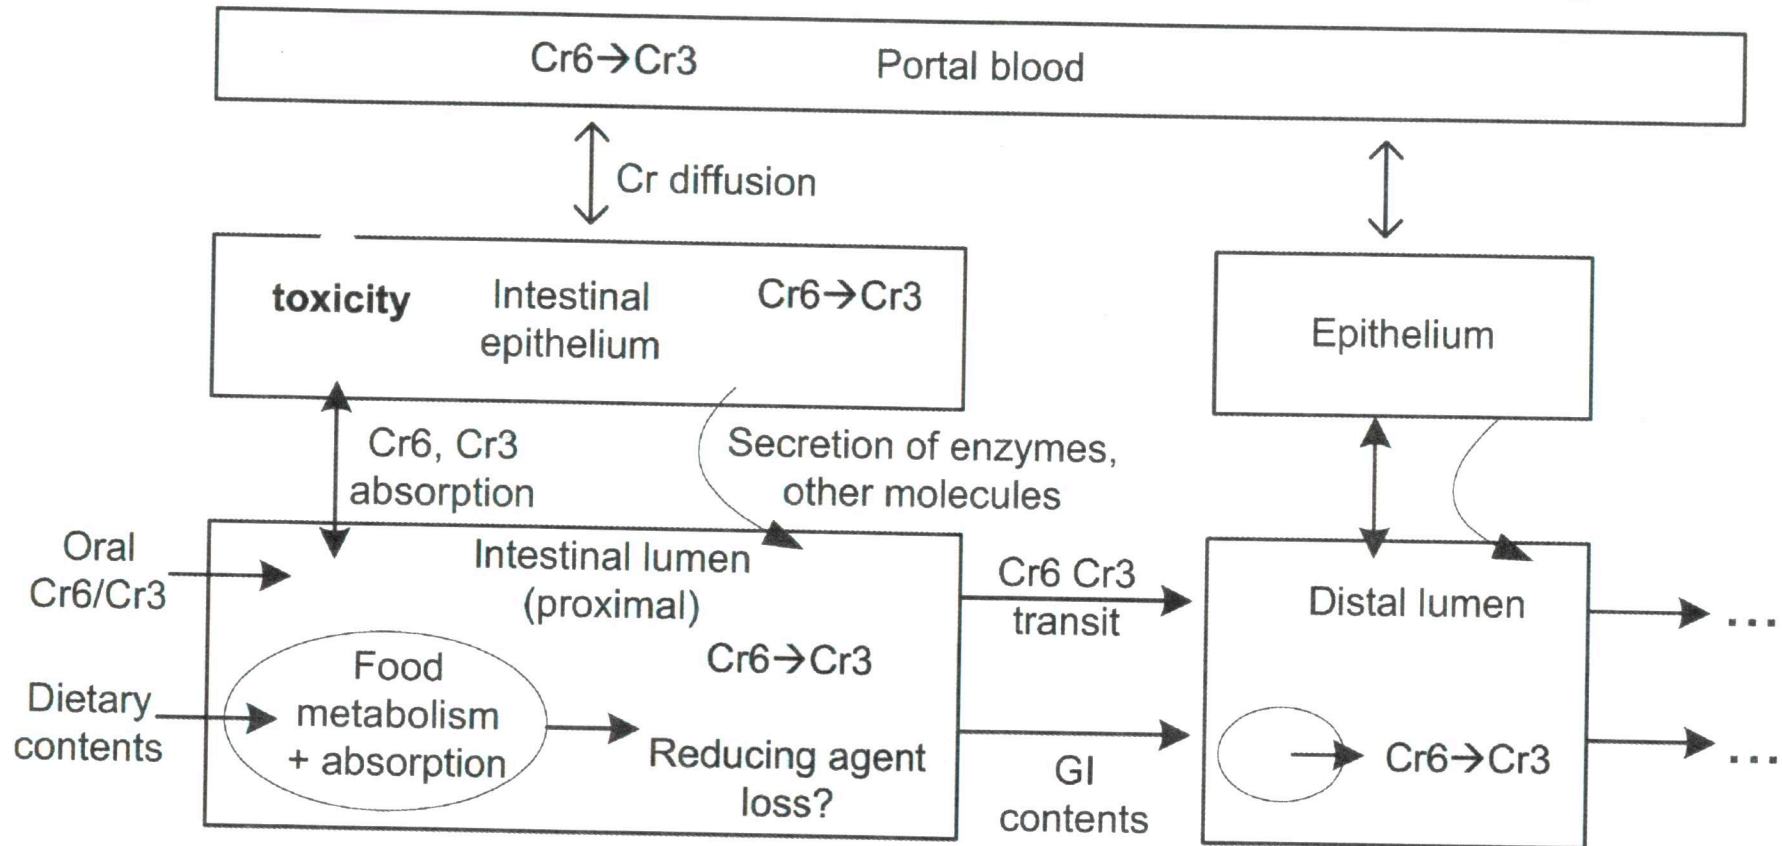 Cr6→Cr3
Portal blood
Cr diffusion
toxicity
Intestinal
epithelium
Cr6→Cr3
Epithelium
Cr6, Cr3
absorption
Secretion of enzymes,
other molecules
Oral
Cr6/Cr3
Intestinal lumen
(proximal)
Cr6→Cr3
Cr6 Cr3
transit
Distal lumen
...
Dietary
contents
Food
metabolism
+ absorption
Reducing agent
loss?
GI
contents
Cr6→Cr3
...